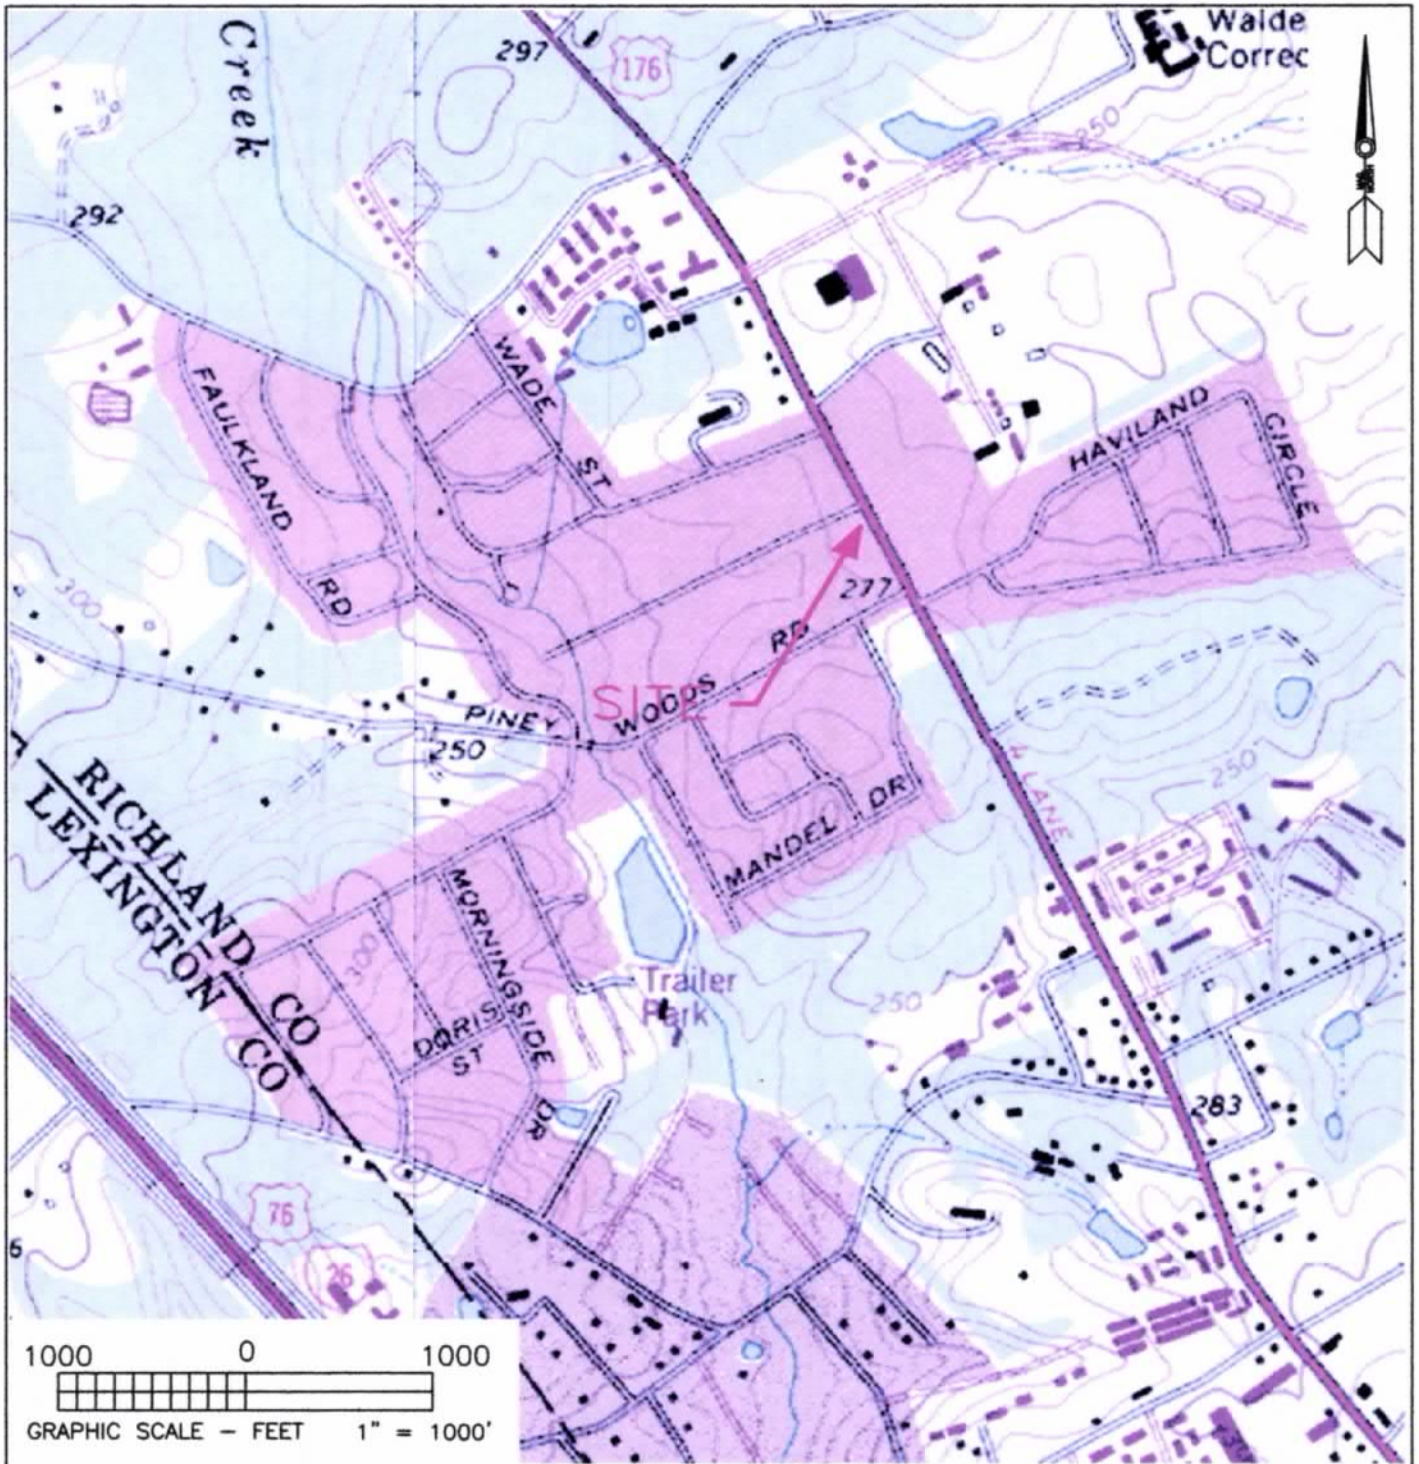 Creek
297
176
Walde
Correc
250
292
WADE
ST
FAULKLAND
RD
HAVILAND
CIRCLE
300
277
RD
SITE
WOODS
PINEY
250
4 LANE
250
MANDEL DR
RICHLAND CO
LEXINGTON CO
MORNINGSIDE
DR
300
DORIS
ST
Trailer
Park
250
283
76
26
6
1000 0 1000
GRAPHIC SCALE - FEET 1" = 1000'